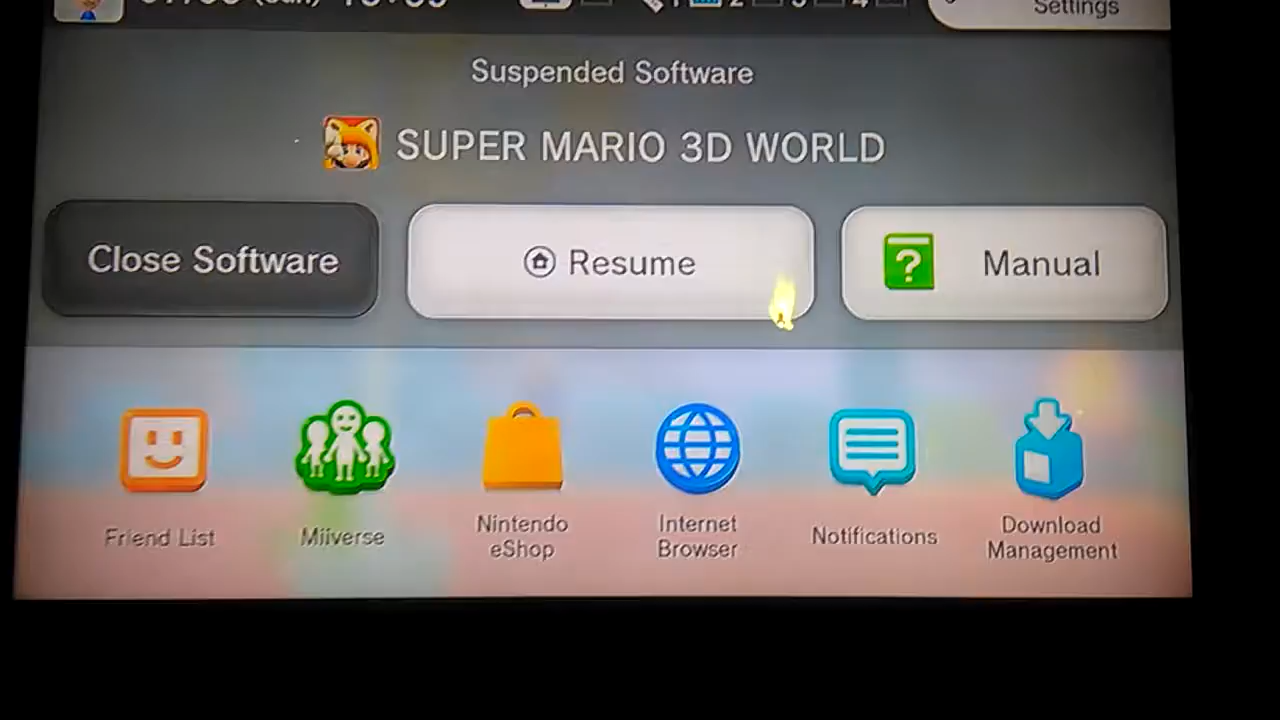 Settings
Suspended Software
SUPER MARIO 3D WORLD
Close Software
Resume
? Manual
Friend List
Miiverse
Nintendo
eShop
Internet
Browser
Notifications
Download
Management